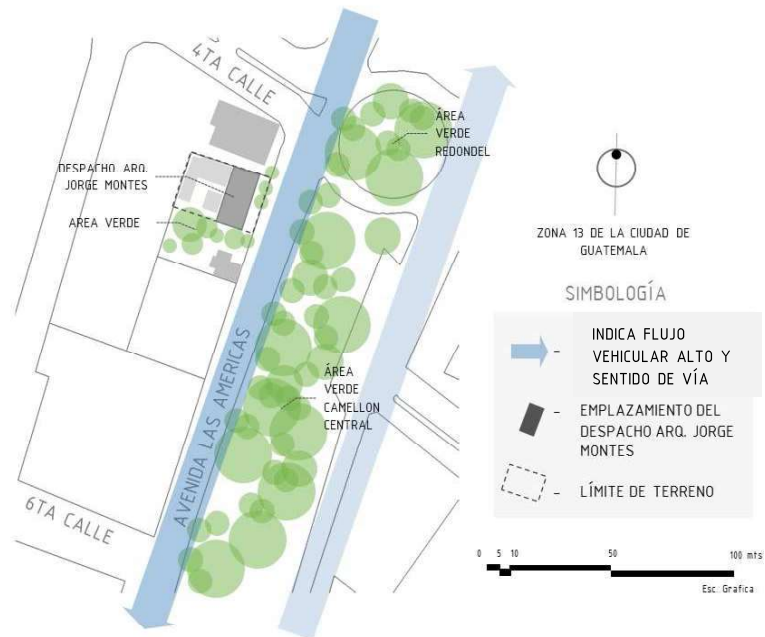 4TA CALLE
ÁREA
VERDE
REDONDEL
DESPACHO ARQ.
JORGE MONTES
AREA VERDE
ZONA 13 DE LA CIUDAD DE
GUATEMALA
SIMBOLOGÍA
INDICA FLUJO
VEHICULAR ALTO Y
SENTIDO DE VÍA
EMPLAZAMIENTO DEL
DESPACHO ARQ. JORGE
MONTES
LÍMITE DE TERRENO
AVENIDA LAS AMERICAS
ÁREA
VERDE
CAMELLON
CENTRAL
6TA CALLE
0 5 10 50 100 mts
Esc. Grafica